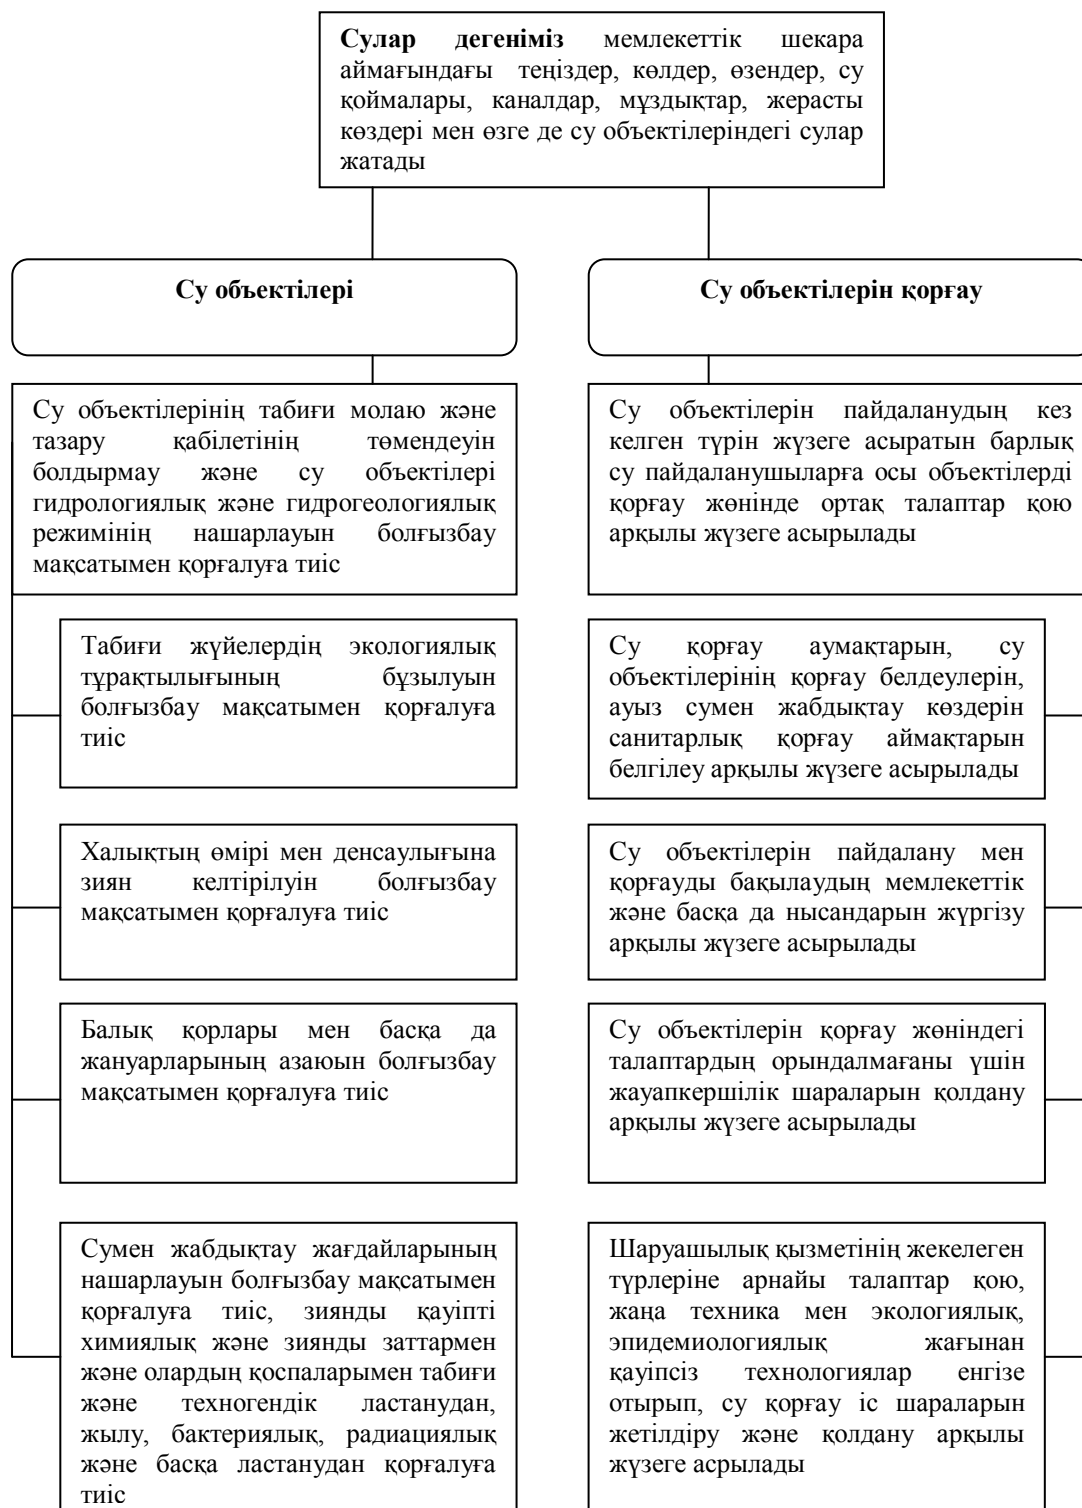 Сулар дегеніміз мемлекеттік шекара
аймағындағы теңіздер, көлдер, өзендер, су
қоймалары, каналдар, мұздықтар, жерасты
көздері мен өзге де су объектілеріндегі сулар
жатады
Су объектілері
Су объектілерінің табиғи молаю және
тазару қабілетінің төмендеуін
болдырмау және су объектілері
гидрологиялық және гидрогеологиялық
режимінің нашарлауын болғызбау
мақсатымен қорғалуға тиіс
Табиғи жүйелердің экологиялық
тұрақтылығының бұзылуын
болғызбау мақсатымен қорғалуға
тиіс
Халықтың өмірі мен денсаулығына
зиян келтірілуін болғызбау
мақсатымен қорғалуға тиіс
Балық қорлары мен басқа да
жануарларының азаюын болғызбау
мақсатымен қорғалуға тиіс
Сумен жабдықтау жағдайларының
нашарлауын болғызбау мақсатымен
қорғалуға тиіс, зиянды қауіпті
химиялық және зиянды заттармен
және олардың қоспаларымен табиғи
және техногендік ластанудан,
жылу, бактериялық, радиациялық
және басқа ластанудан қорғалуға
тиіс
Су объектілерін қорғау
Су объектілерін пайдаланудың кез
келген түрін жүзеге асыратын барлық
су пайдаланушыларға осы объектілерді
қорғау жөнінде ортақ талаптар қою
арқылы жүзеге асырылады
Су қорғау аумақтарын, су
объектілерінің қорғау белдеулерін,
ауыз сумен жабдықтау көздерін
санитарлық қорғау аймақтарын
белгілеу арқылы жүзеге асырылады
Су объектілерін пайдалану мен
қорғауды бақылаудың мемлекеттік
және басқа да нысандарын жүргізу
арқылы жүзеге асырылады
Су объектілерін қорғау жөніндегі
талаптардың орындалмағаны үшін
жауапкершілік шараларын қолдану
арқылы жүзеге асырылады
Шаруашылық қызметінің жекелеген
түрлеріне арнайы талаптар қою,
жаңа техника мен экологиялық,
эпидемиологиялық жағынан
қауіпсіз технологиялар енгізе
отырып, су қорғау іс шараларын
жетілдіру және қолдану арқылы
жүзеге асрылады